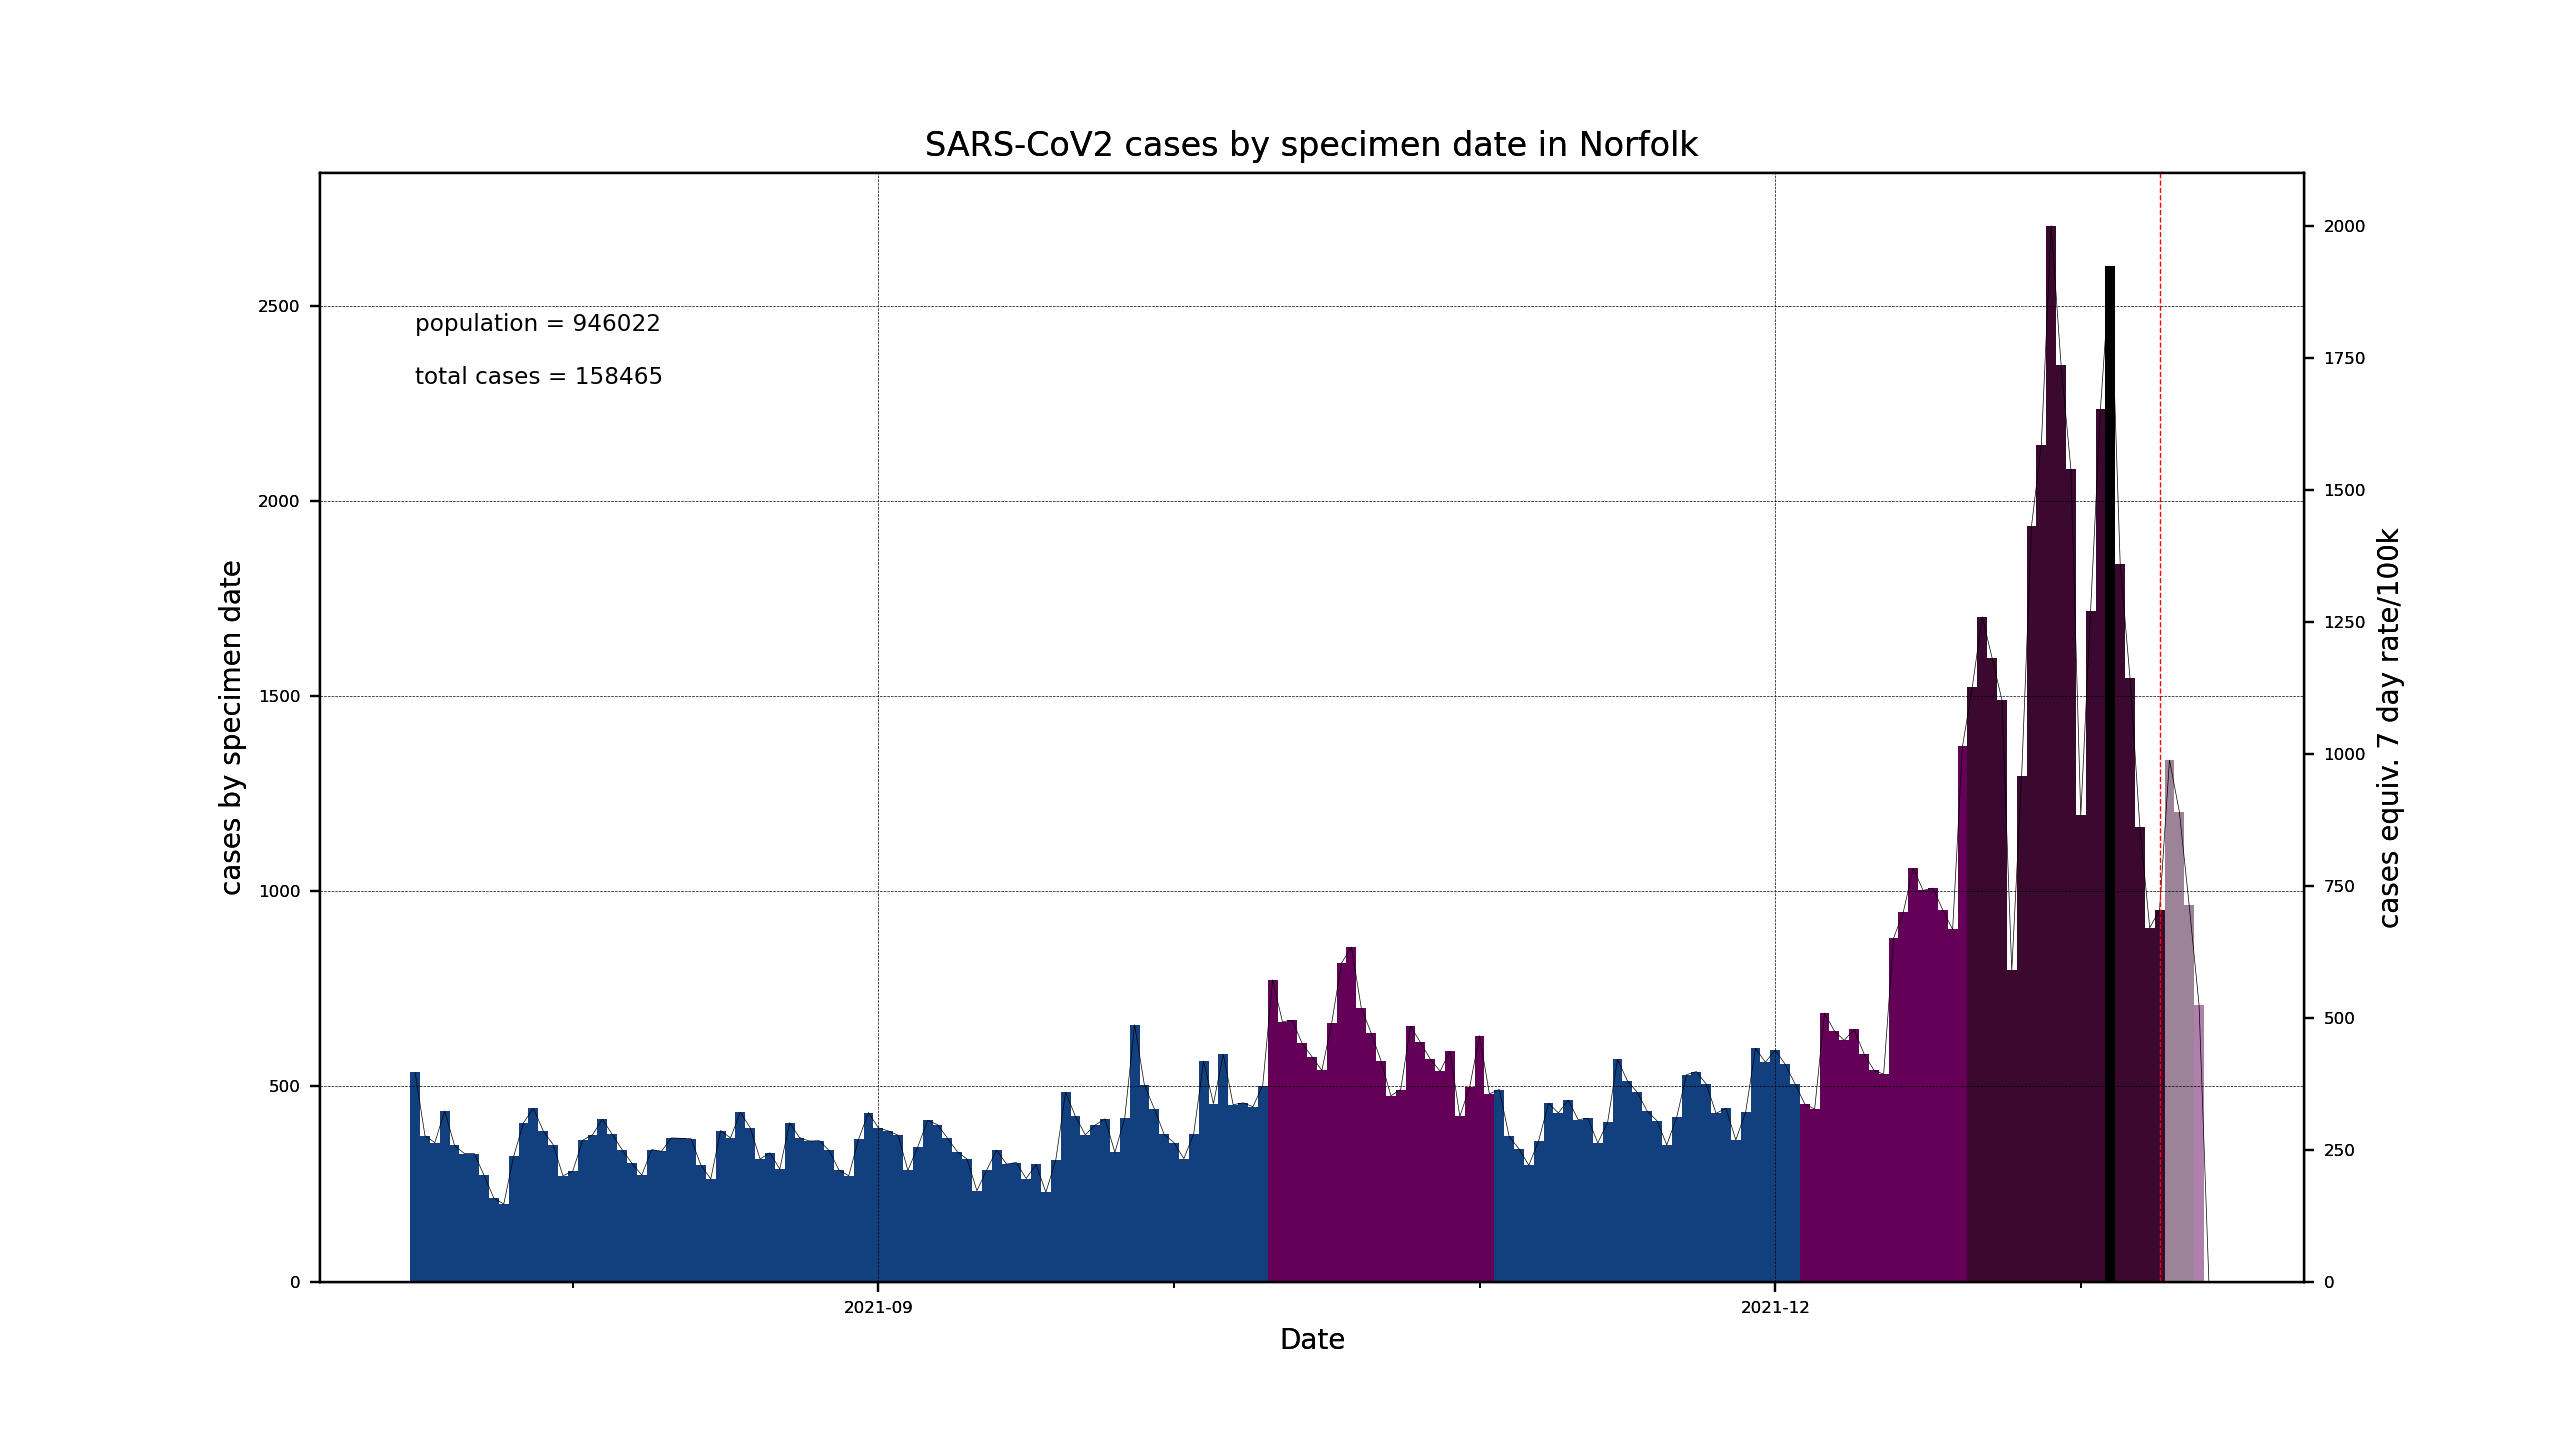 SARS-CoV2 cases by specimen date in Norfolk
population = 946022
total cases = 158465
cases by specimen date
2500
2000
1500
1000
500
0
2000
1750
1500
1250
1000
750
500
250
0
cases equiv. 7 day rate/100k
2021-09
2021-12
Date